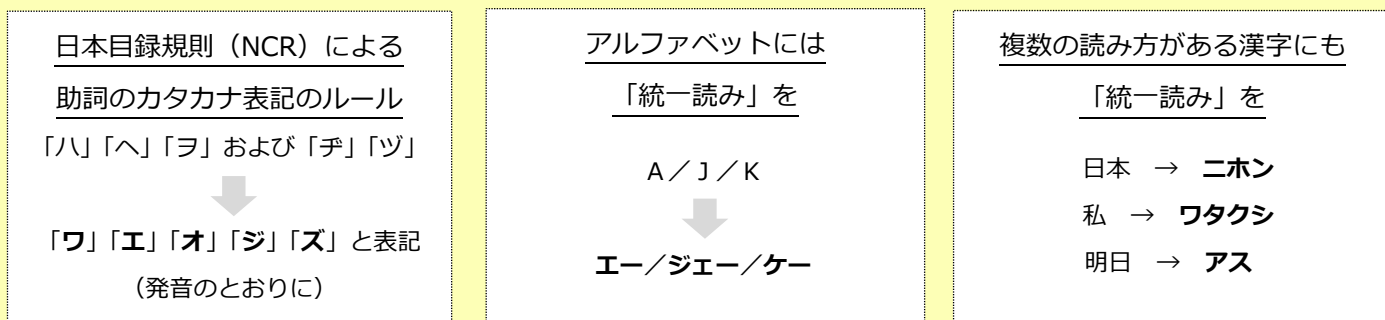 日本目録規則（NCR）による
助詞のカタカナ表記のルール
「ハ」「ヘ」「ヲ」および「ヂ」「ヅ」
「ワ」「エ」「オ」「ジ」「ズ」と表記
（発音のとおりに）
アルファベットには
「統一読み」を
A／J／K
エー／ジェー／ケー
複数の読み方がある漢字にも
「統一読み」を
日本　→　ニホン
私　→　ワタクシ
明日　→　アス